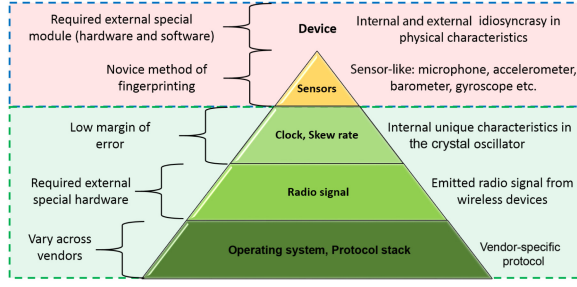 Required external special
module (hardware and software)
Device
Internal and external idiosyncrasy in
physical characteristics
Novice method of
fingerprinting
Sensors
Sensor-like: microphone, accelerometer,
barometer, gyroscope etc.
Low margin of
error
Clock, Skew rate
Internal unique characteristics in
the crystal oscillator
Required external
special hardware
Radio signal
Emitted radio signal from
wireless devices
Vary across
vendors
Operating system, Protocol stack
Vendor-specific
protocol